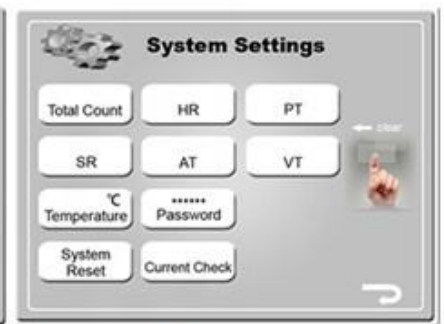 System Settings
Total Count
HR
PT
← clear
SR
AT
VT
℃
Temperature
••••••
Password
System
Reset
Current Check